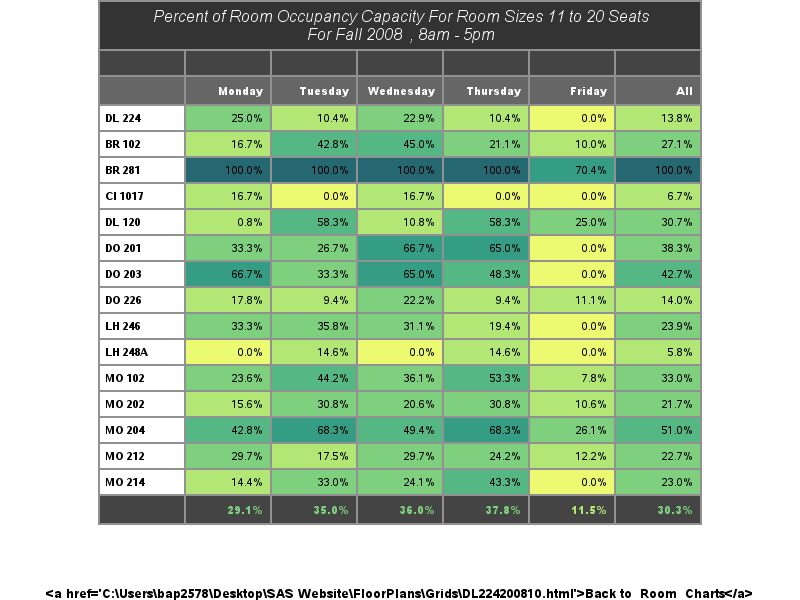 Percent of Room Occupancy Capacity For Room Sizes 11 to 20 Seats
For Fall 2008 , 8am - 5pm
Monday Tuesday Wednesday Thursday Friday All
DL 224 25.0% 10.4% 22.9% 10.4% 0.0% 13.8%
BR 102 16.7% 42.8% 45.0% 21.1% 10.0% 27.1%
BR 281 100.0% 100.0% 100.0% 100.0% 70.4% 100.0%
CI 1017 16.7% 0.0% 16.7% 0.0% 0.0% 6.7%
DL 120 0.8% 58.3% 10.8% 58.3% 25.0% 30.7%
DO 201 33.3% 26.7% 66.7% 65.0% 0.0% 38.3%
DO 203 66.7% 33.3% 65.0% 48.3% 0.0% 42.7%
DO 226 17.8% 9.4% 22.2% 9.4% 11.1% 14.0%
LH 246 33.3% 35.8% 31.1% 19.4% 0.0% 23.9%
LH 248A 0.0% 14.6% 0.0% 14.6% 0.0% 5.8%
MO 102 23.6% 44.2% 36.1% 53.3% 7.8% 33.0%
MO 202 15.6% 30.8% 20.6% 30.8% 10.6% 21.7%
MO 204 42.8% 68.3% 49.4% 68.3% 26.1% 51.0%
MO 212 29.7% 17.5% 29.7% 24.2% 12.2% 22.7%
MO 214 14.4% 33.0% 24.1% 43.3% 0.0% 23.0%
29.1% 35.0% 36.0% 37.8% 11.5% 30.3%
<a href='C:\Users\bap2578\Desktop\SAS Website\FloorPlans\Grids\DL224200810.html'>Back to Room Charts</a>